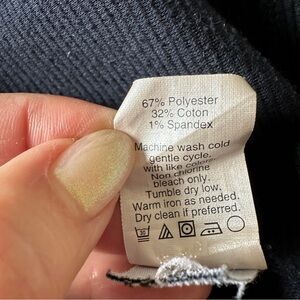 67% Polyester
32% Coton
1% Spandex
Machine wash cold
gentle cycle,
with like colors
Non chlorine
bleach only.
Tumble dry low.
Warm iron as needed.
Dry clean if preferred.